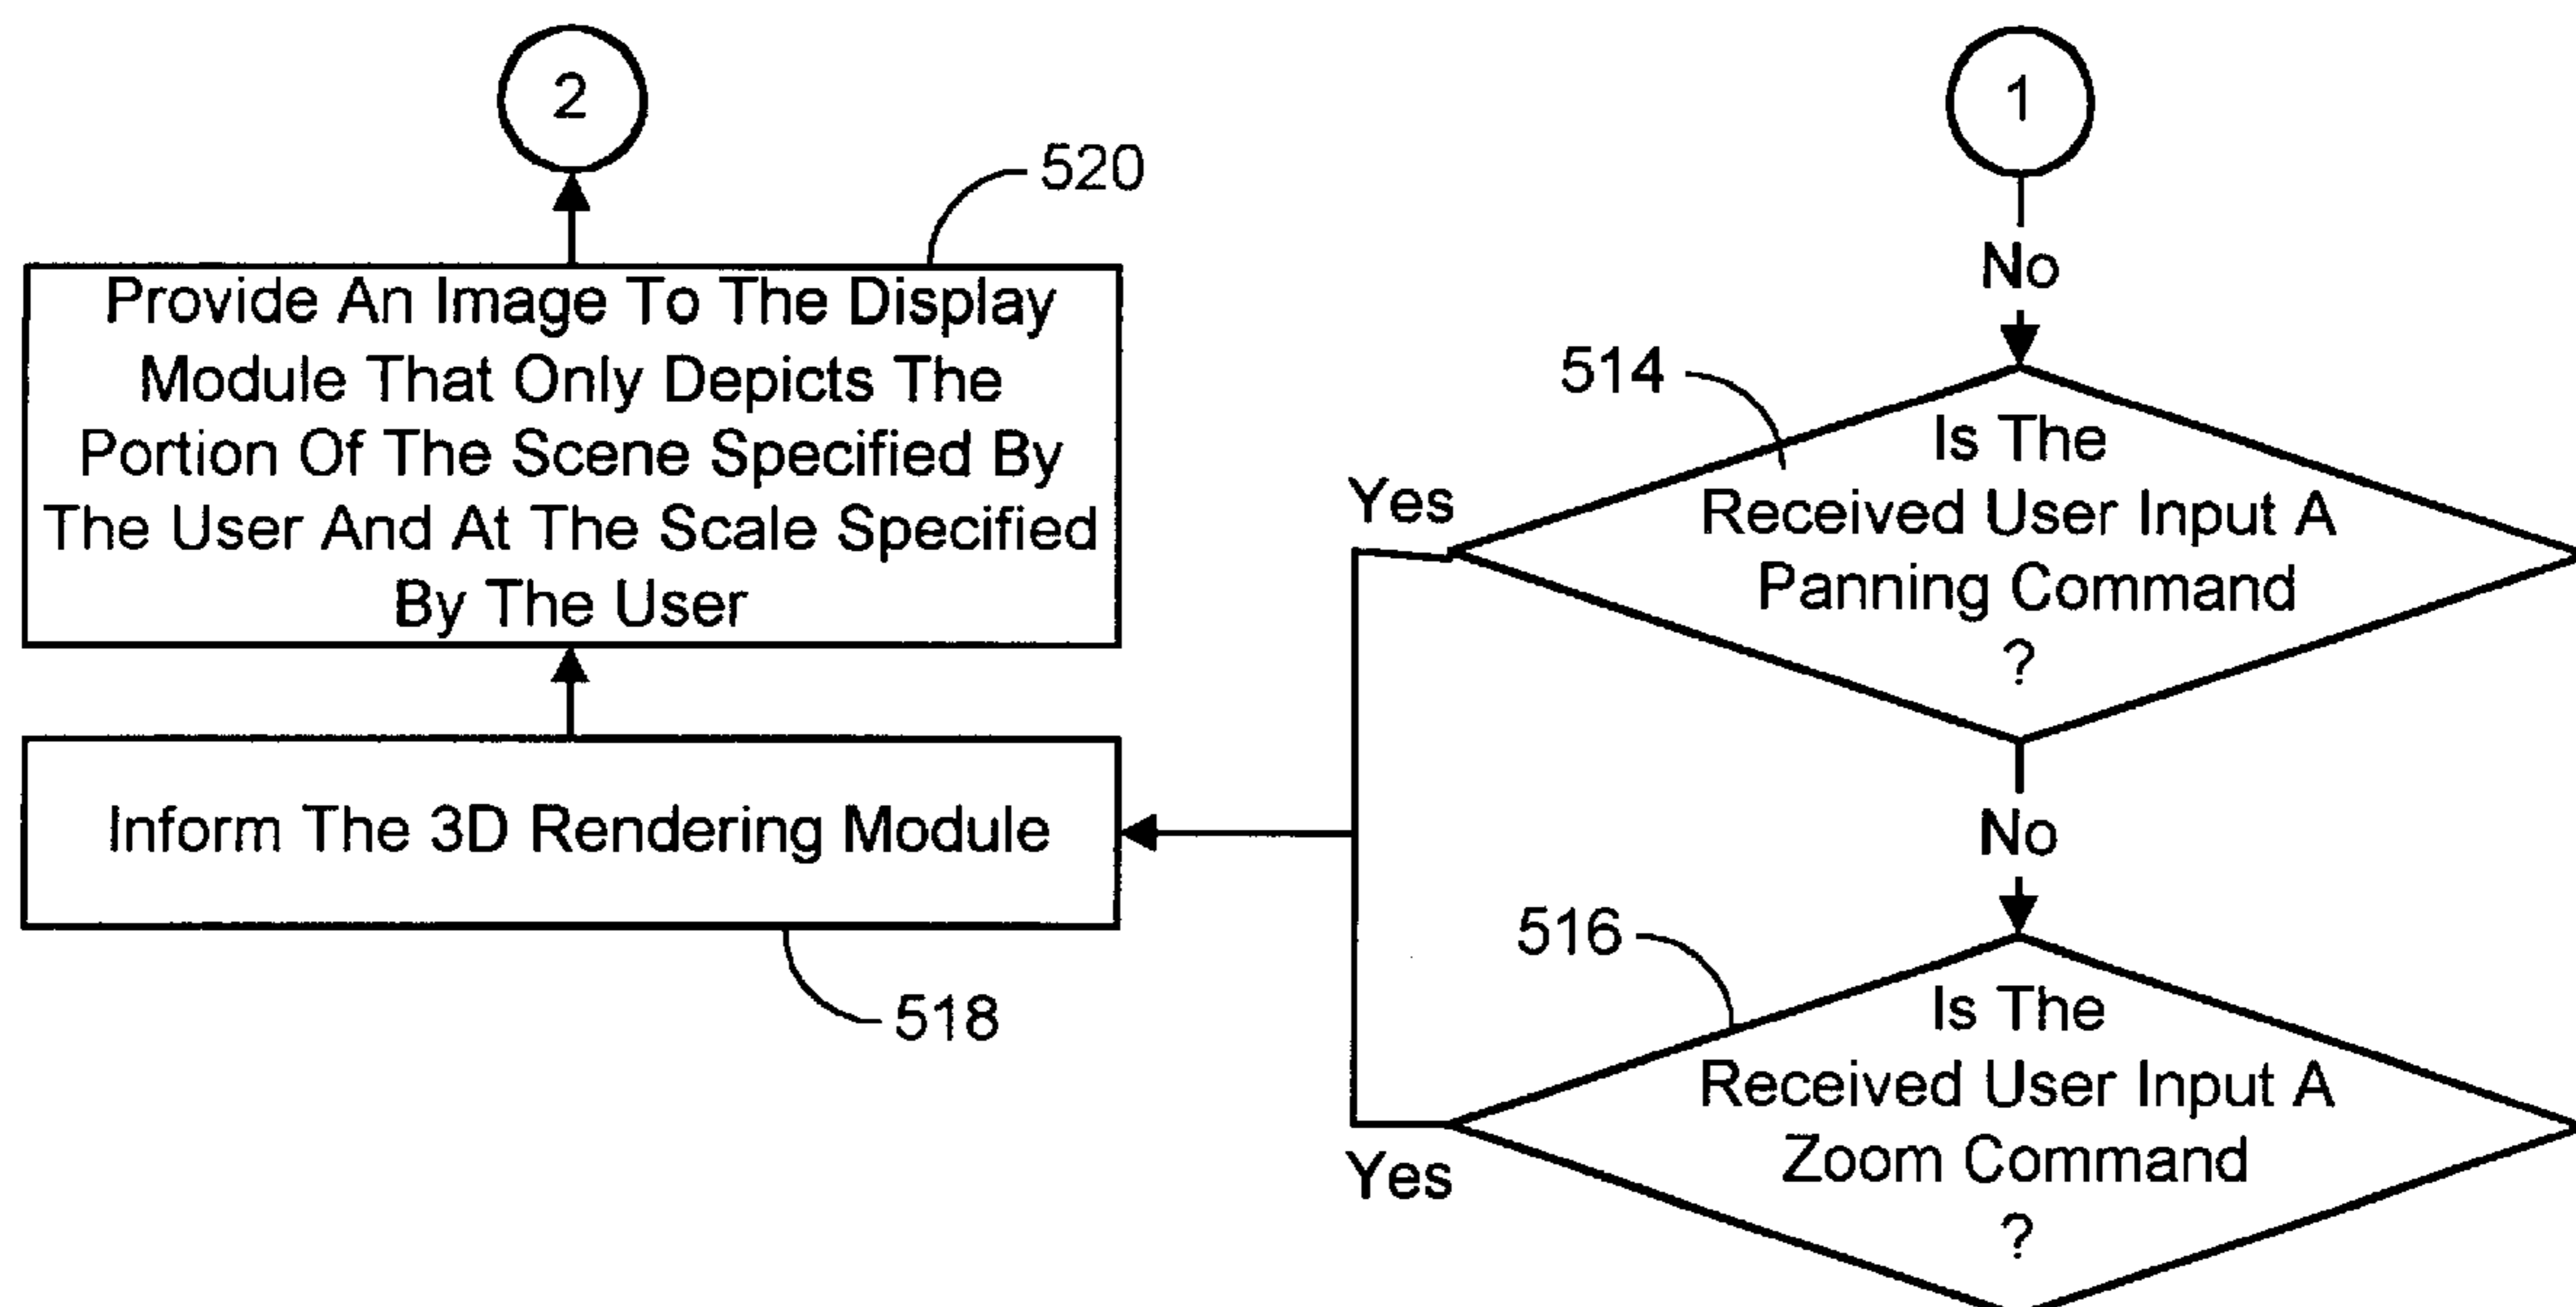 2
520
Provide An Image To The Display
Module That Only Depicts The
Portion Of The Scene Specified By
The User And At The Scale Specified
By The User
Inform The 3D Rendering Module
518
1
No
514
Is The
Received User Input A
Panning Command
?
Yes
No
516
Is The
Received User Input A
Zoom Command
?
Yes